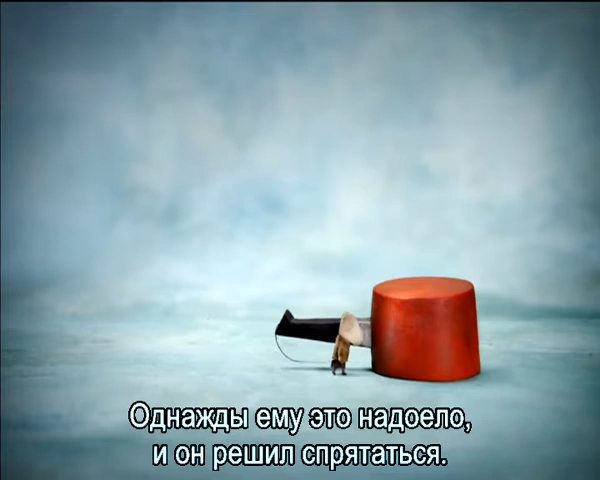 Однажды ему это надоело,
и он решил спрятаться.